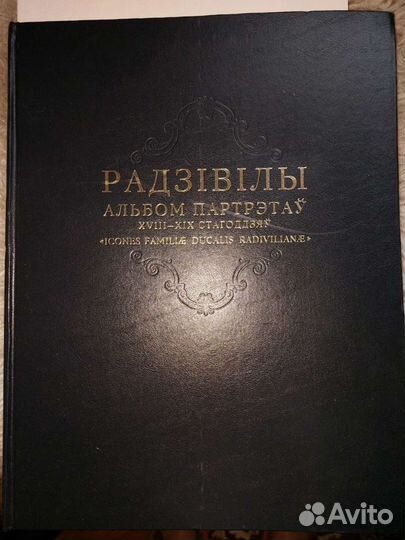 РАДЗІВІЛЫ
АЛЬБОМ ПАРТРЭТАЎ
XVIII–XIX СТАГОДДЗЯЎ
«ICONES FAMILIÆ DUCALIS RADIVILIANÆ»
Avito